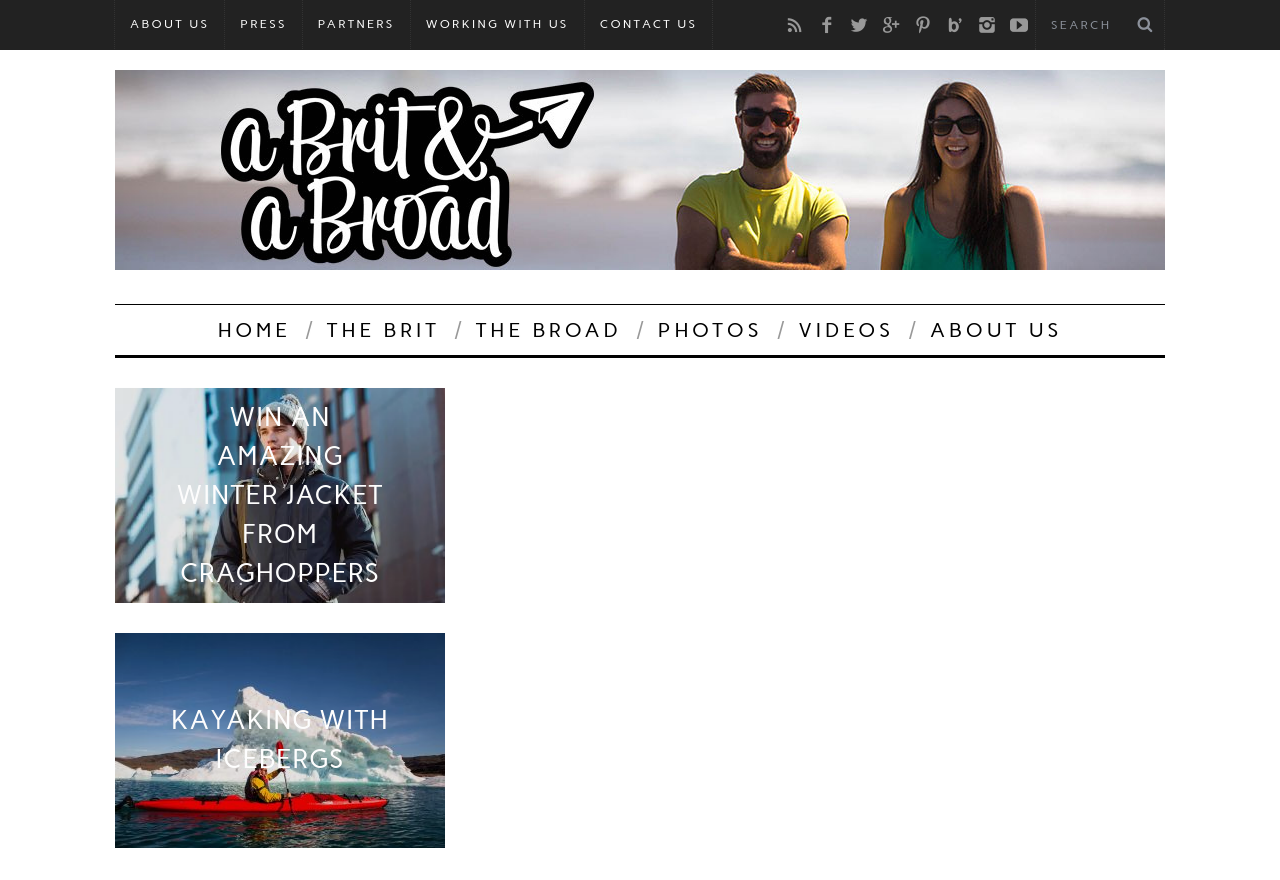 ABOUT US PRESS PARTNERS WORKING WITH US CONTACT US SEARCH
a Brit &
a Broad
HOME / THE BRIT / THE BROAD / PHOTOS / VIDEOS / ABOUT US
WIN AN
AMAZING
WINTER JACKET
FROM
CRAGHOPPERS
KAYAKING WITH
ICEBERGS